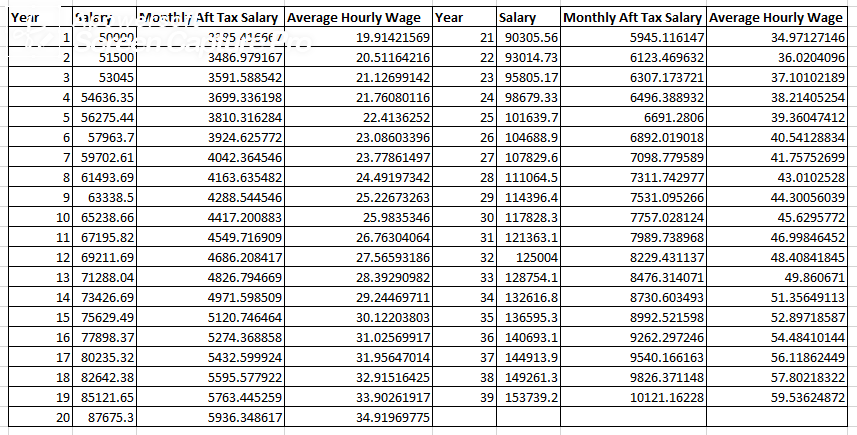 Year Salary Monthly Aft Tax Salary Average Hourly Wage Year Salary Monthly Aft Tax Salary Average Hourly Wage
1 50000 19.91421569 21 90305.56 5945.116147 34.97127146
2 51500 3486.979167 20.51164216 22 93014.73 6123.469632 36.0204096
3 53045 3591.588542 21.12699142 23 95805.17 6307.173721 37.10102189
4 54636.35 3699.336198 21.76080116 24 98679.33 6496.388932 38.21405254
5 56275.44 3810.316284 22.4136252 25 101639.7 6691.2806 39.36047412
6 57963.7 3924.625772 23.08603396 26 104688.9 6892.019018 40.54128834
7 59702.61 4042.364546 23.77861497 27 107829.6 7098.779589 41.75752699
8 61493.69 4163.635482 24.49197342 28 111064.5 7311.742977 43.0102528
9 63338.5 4288.544546 25.22673263 29 114396.4 7531.095266 44.30056039
10 65238.66 4417.200883 25.9835346 30 117828.3 7757.028124 45.6295772
11 67195.82 4549.716909 26.76304064 31 121363.1 7989.738968 46.99846452
12 69211.69 4686.208417 27.56593186 32 125004 8229.431137 48.40841845
13 71288.04 4826.794669 28.39290982 33 128754.1 8476.314071 49.860671
14 73426.69 4971.598509 29.24469711 34 132616.8 8730.603493 51.35649113
15 75629.49 5120.746464 30.12203803 35 136595.3 8992.521598 52.89718587
16 77898.37 5274.368858 31.02569917 36 140693.1 9262.297246 54.48410144
17 80235.32 5432.599924 31.95647014 37 144913.9 9540.166163 56.11862449
18 82642.38 5595.577922 32.91516425 38 149261.3 9826.371148 57.80218322
19 85121.65 5763.445259 33.90261917 39 153739.2 10121.16228 59.53624872
20 87675.3 5936.348617 34.91969775